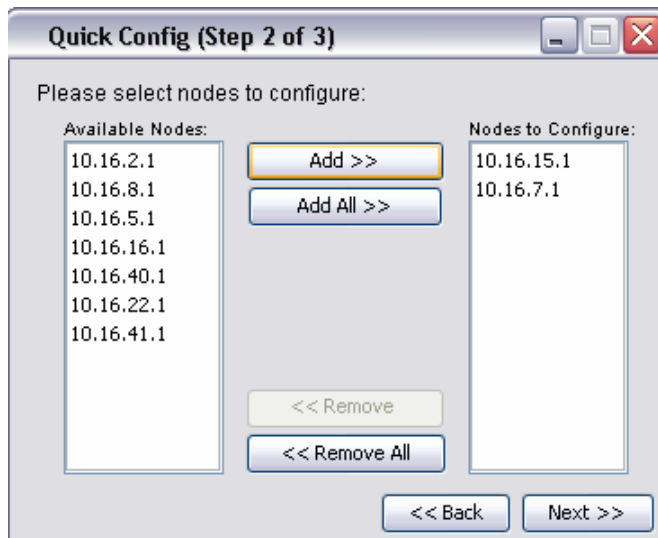 Quick Config (Step 2 of 3)
Please select nodes to configure:
Available Nodes:
10.16.2.1
10.16.8.1
10.16.5.1
10.16.16.1
10.16.40.1
10.16.22.1
10.16.41.1
Add >>
Add All >>
<< Remove
<< Remove All
Nodes to Configure:
10.16.15.1
10.16.7.1
<< Back
Next >>